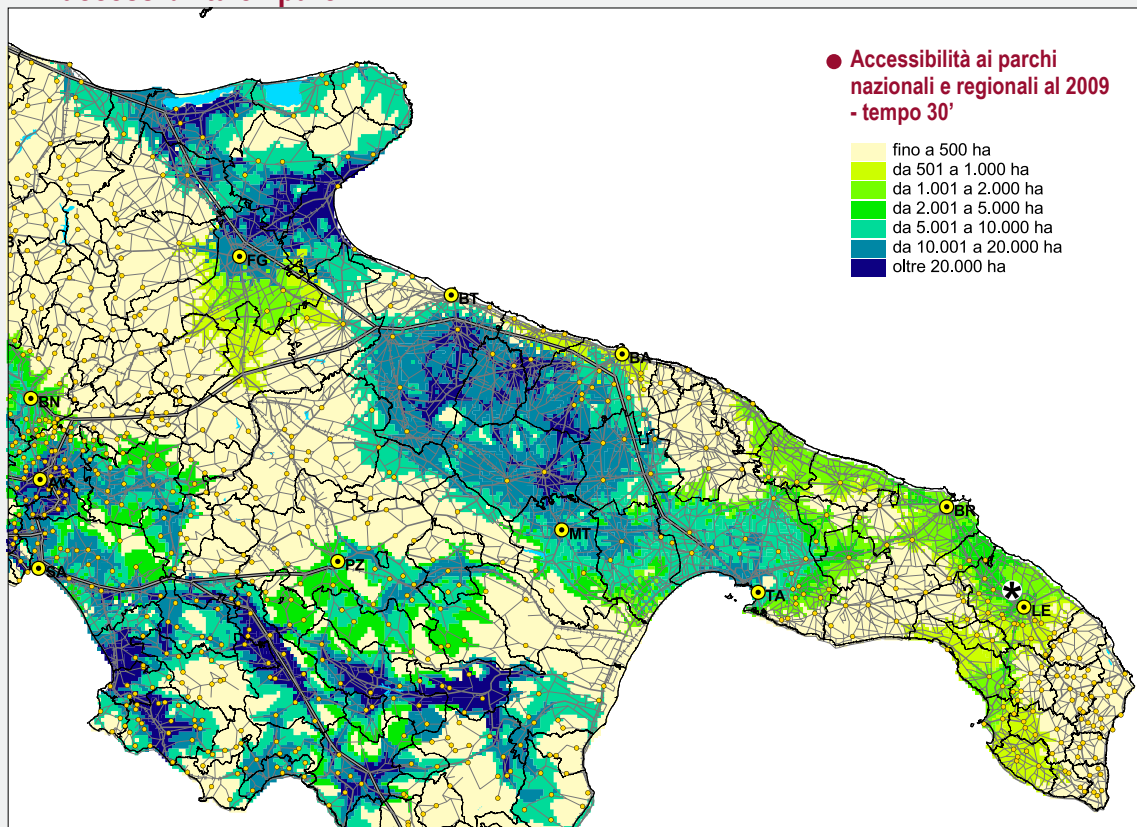 ● Accessibilità ai parchi
nazionali e regionali al 2009
- tempo 30’
fino a 500 ha
da 501 a 1.000 ha
da 1.001 a 2.000 ha
da 2.001 a 5.000 ha
da 5.001 a 10.000 ha
da 10.001 a 20.000 ha
oltre 20.000 ha
FG
BT
BA
BN
AV
BR
MT
PZ
SA
TA
*
LE